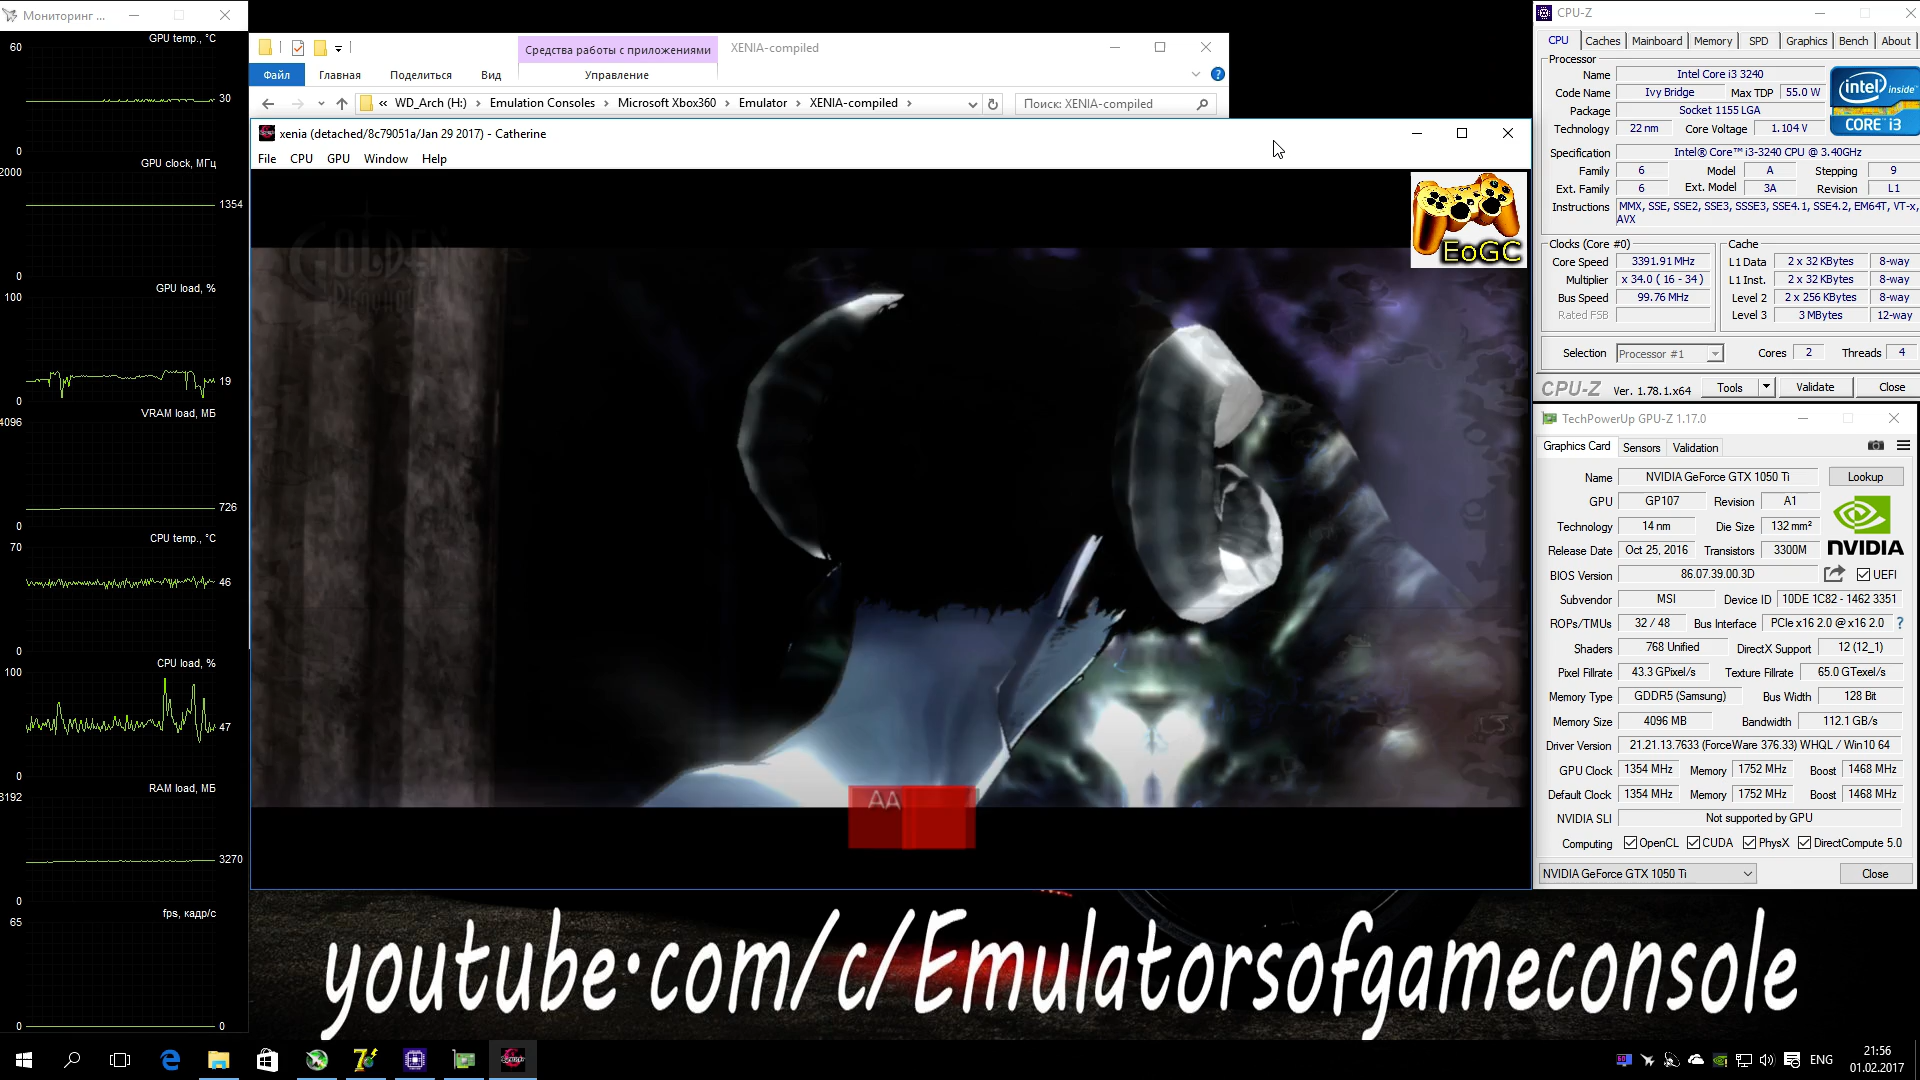 Мониторинг ...
GPU temp., °C
60
30
0
GPU clock, МГц
2000
1354
0
GPU load, %
100
19
0
VRAM load, МБ
4096
726
0
CPU temp., °C
70
46
0
CPU load, %
100
47
0
RAM load, МБ
8192
3270
0
fps, кадр/с
65
0
0
Средства работы с приложениями
XENIA-compiled
Файл
Главная
Поделиться
Вид
Управление
« WD_Arch (H:) › Emulation Consoles › Microsoft Xbox360 › Emulator › XENIA-compiled ›
Поиск: XENIA-compiled
xenia (detached/8c79051a/Jan 29 2017) - Catherine
File CPU GPU Window Help
EoGC
GOLDEN
AA
youtube.com/c/Emulatorsofgameconsole
CPU-Z
CPU Caches Mainboard Memory SPD Graphics Bench About
Processor
Name Intel Core i3 3240
Code Name Ivy Bridge Max TDP 55.0 W
Package Socket 1155 LGA
Technology 22 nm Core Voltage 1.104 V
intel inside
CORE i3
Specification Intel® Core™ i3-3240 CPU @ 3.40GHz
Family 6 Model A Stepping 9
Ext. Family 6 Ext. Model 3A Revision L1
Instructions MMX, SSE, SSE2, SSE3, SSSE3, SSE4.1, SSE4.2, EM64T, VT-x,
AVX
Clocks (Core #0)
Core Speed 3391.91 MHz
Multiplier x 34.0 ( 16 - 34 )
Bus Speed 99.76 MHz
Rated FSB
Cache
L1 Data 2 x 32 KBytes 8-way
L1 Inst. 2 x 32 KBytes 8-way
Level 2 2 x 256 KBytes 8-way
Level 3 3 MBytes 12-way
Selection Processor #1 Cores 2 Threads 4
CPU-Z Ver. 1.78.1.x64 Tools Validate Close
TechPowerUp GPU-Z 1.17.0
Graphics Card Sensors Validation
Name NVIDIA GeForce GTX 1050 Ti Lookup
GPU GP107 Revision A1
Technology 14 nm Die Size 132 mm²
Release Date Oct 25, 2016 Transistors 3300M
NVIDIA
BIOS Version 86.07.39.00.3D UEFI
Subvendor MSI Device ID 10DE 1C82 - 1462 3351
ROPs/TMUs 32 / 48 Bus Interface PCIe x16 2.0 @ x16 2.0 ?
Shaders 768 Unified DirectX Support 12 (12_1)
Pixel Fillrate 43.3 GPixel/s Texture Fillrate 65.0 GTexel/s
Memory Type GDDR5 (Samsung) Bus Width 128 Bit
Memory Size 4096 MB Bandwidth 112.1 GB/s
Driver Version 21.21.13.7633 (ForceWare 376.33) WHQL / Win10 64
GPU Clock 1354 MHz Memory 1752 MHz Boost 1468 MHz
Default Clock 1354 MHz Memory 1752 MHz Boost 1468 MHz
NVIDIA SLI Not supported by GPU
Computing OpenCL CUDA PhysX DirectCompute 5.0
NVIDIA GeForce GTX 1050 Ti Close
ENG
21:56
01.02.2017